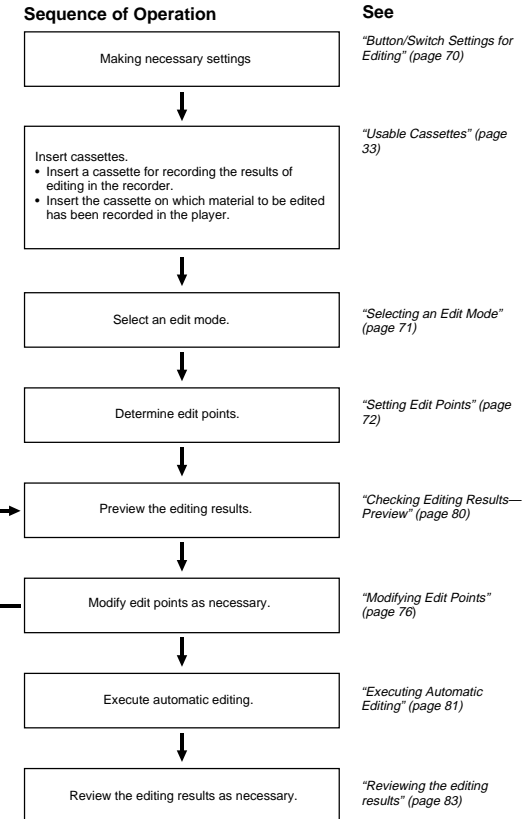 Sequence of Operation
See
Making necessary settings
“Button/Switch Settings for
Editing” (page 70)
Insert cassettes.
• Insert a cassette for recording the results of
editing in the recorder.
• Insert the cassette on which material to be edited
has been recorded in the player.
“Usable Cassettes” (page
33)
Select an edit mode.
“Selecting an Edit Mode”
(page 71)
Determine edit points.
“Setting Edit Points” (page
72)
Preview the editing results.
“Checking Editing Results—
Preview” (page 80)
Modify edit points as necessary.
“Modifying Edit Points”
(page 76)
Execute automatic editing.
“Executing Automatic
Editing” (page 81)
Review the editing results as necessary.
“Reviewing the editing
results” (page 83)